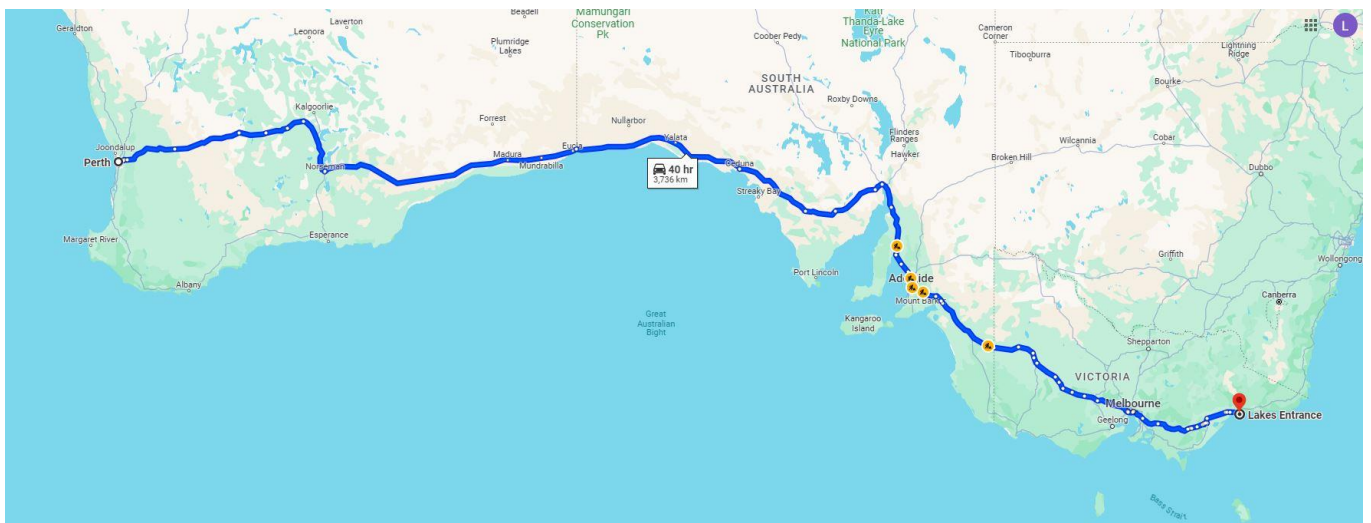 Beadell
Mamungari
Conservation
Pk
Kati
Thanda-Lake
Eyre
National Park
Cameron
Corner
L
Geraldton
Leonora
Laverton
Plumridge
Lakes
Coober Pedy
Tibooburra
Lightning
Ridge
SOUTH
AUSTRALIA
Bourke
Kalgoorlie
Forrest
Nullarbor
Roxby Downs
Flinders
Ranges
Wilcannia
Cobar
Joondalup
Perth
Norseman
Madura
Mundrabilla
Eucla
Yalata
40 hr
3,736 km
Ceduna
Streaky Bay
Hawker
Broken Hill
Dubbo
Margaret River
Esperance
Albany
Port Lincoln
Adelaide
Mount Barker
Griffith
Wollongong
Canberra
Great
Australian
Bight
Kangaroo
Island
Shepparton
VICTORIA
Melbourne
Geelong
Lakes Entrance
Bass Strait